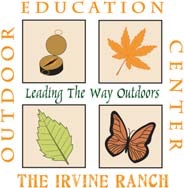 OUTDOOR
EDUCATION
CENTER
Leading The Way Outdoors
THE IRVINE RANCH